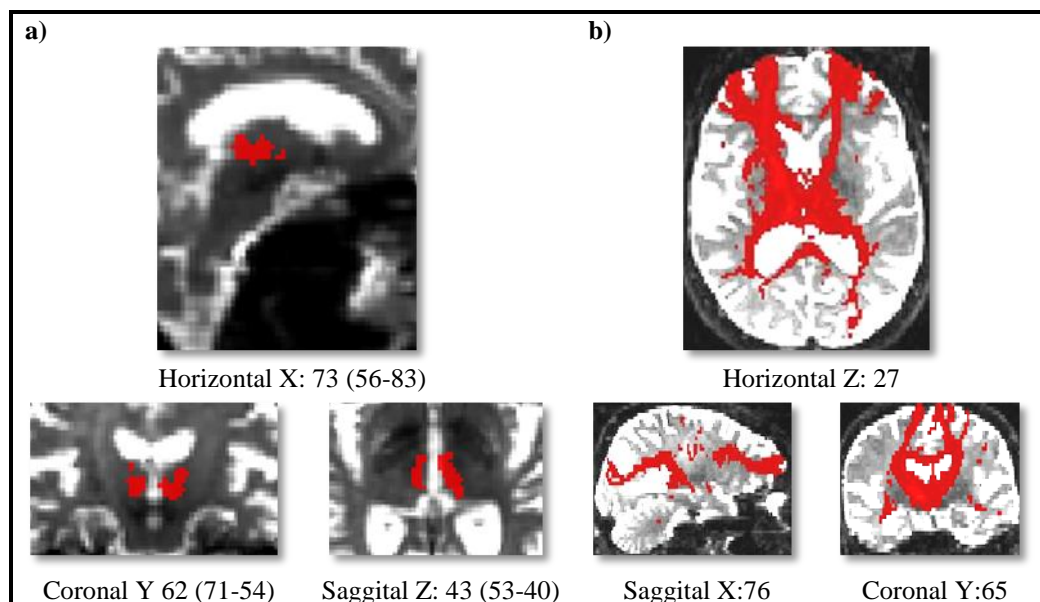 a)
b)
Horizontal X: 73 (56-83)
Horizontal Z: 27
Coronal Y 62 (71-54)
Saggital Z: 43 (53-40)
Saggital X:76
Coronal Y:65